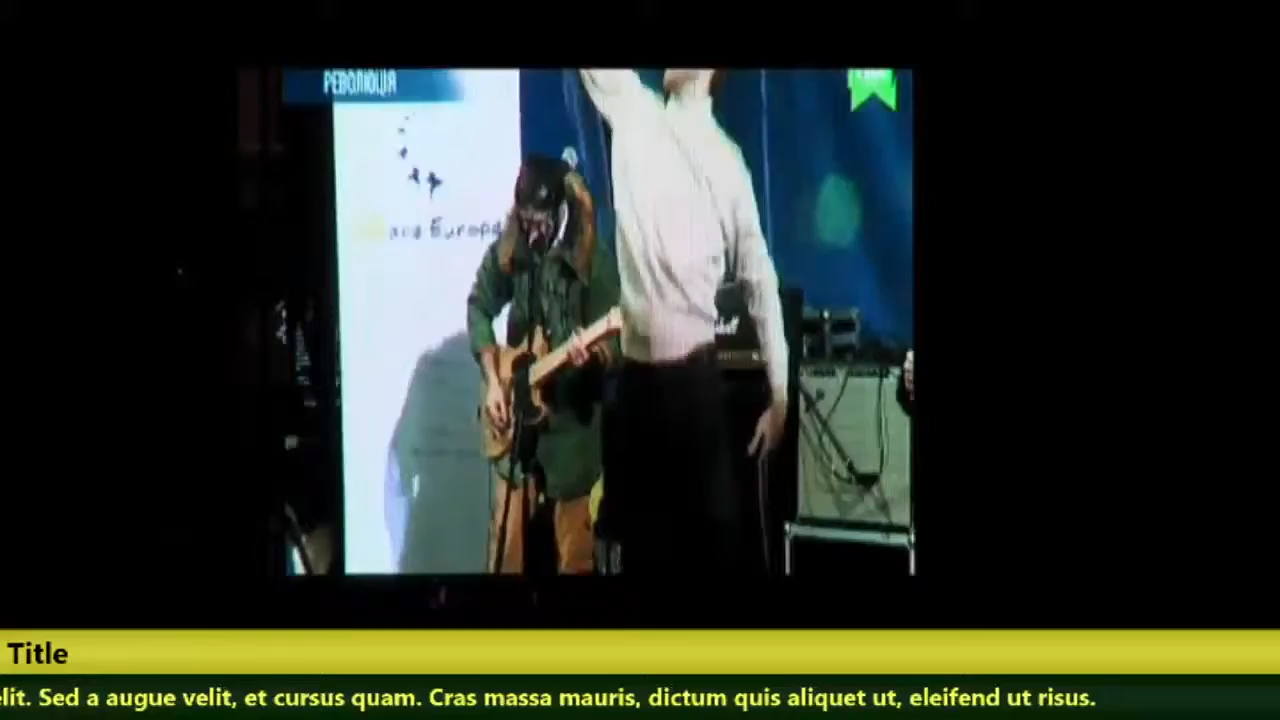 РЕВОЛЮЦІЯ
Europe
Title
elit. Sed a augue velit, et cursus quam. Cras massa mauris, dictum quis aliquet ut, eleifend ut risus.